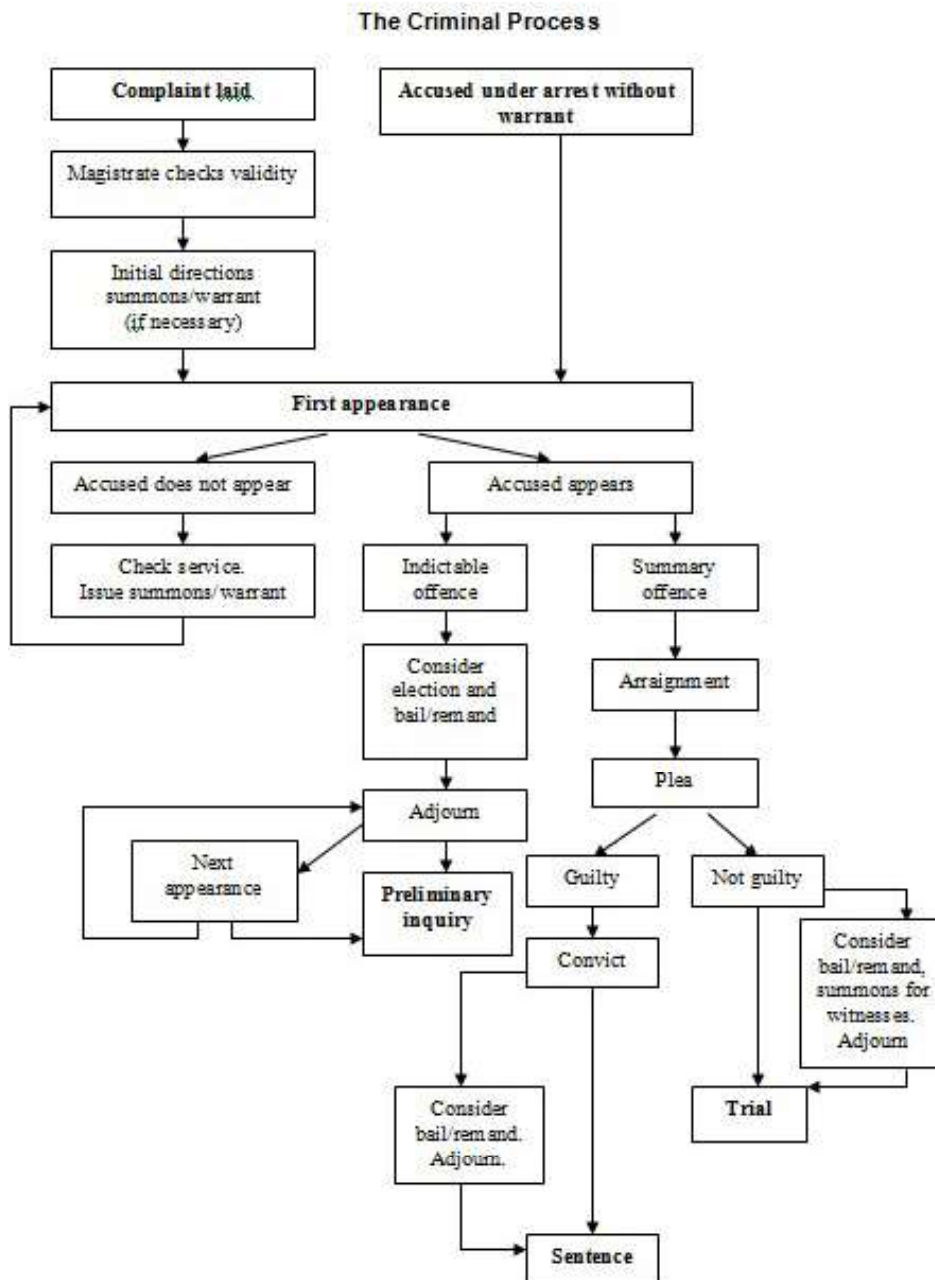 The Criminal Process
Complaint laid
Accused under arrest without
warrant
Magistrate checks validity
Initial directions
summons/warrant
(if necessary)
First appearance
Accused does not appear
Accused appears
Check service.
Issue summons/warrant
Indictable
offence
Summary
offence
Consider
election and
bail/remand
Arraignment
Plea
Adjourn
Next
appearance
Preliminary
inquiry
Guilty
Not guilty
Convict
Consider
bail/remand,
summons for
witnesses.
Adjourn
Consider
bail/remand.
Adjourn.
Trial
Sentence